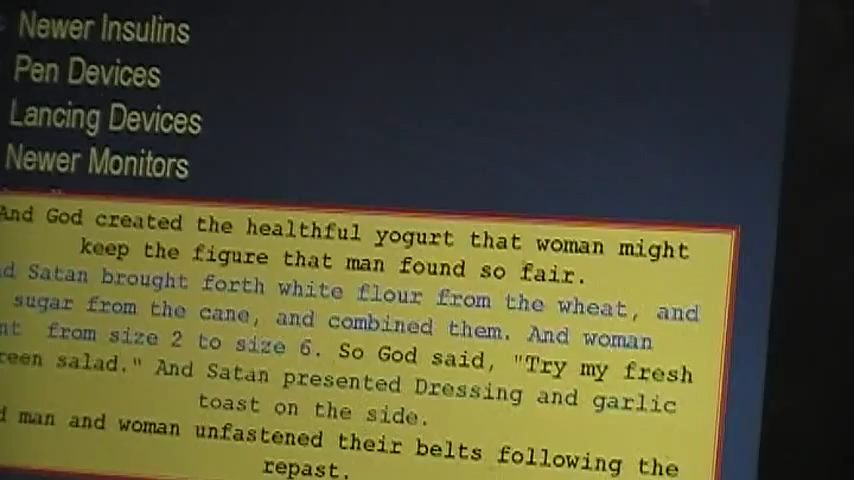 Newer Insulins
Pen Devices
Lancing Devices
Newer Monitors
And God created the healthful yogurt that woman might
keep the figure that man found so fair.
Satan brought forth white flour from the wheat, and
sugar from the cane, and combined them. And woman
from size 2 to size 6. So God said, "Try my fresh
salad." And Satan presented Dressing and garlic
toast on the side.
man and woman unfastened their belts following the
repast.